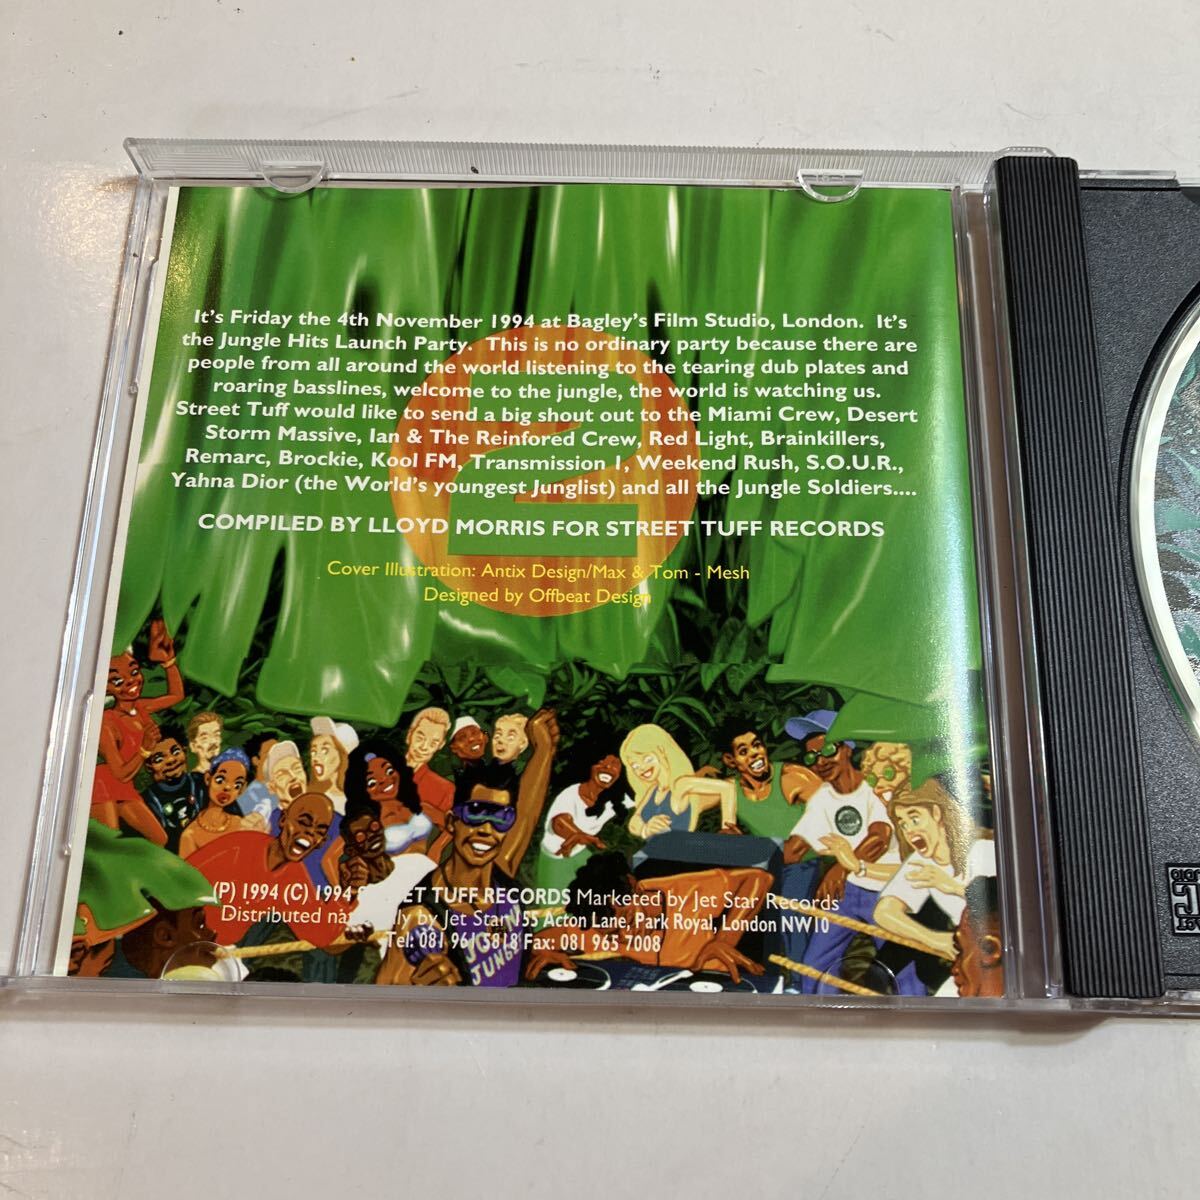 It's Friday the 4th November 1994 at Bagley's Film Studio, London. It's
the Jungle Hits Launch Party. This is no ordinary party because there are
people from all around the world listening to the tearing dub plates and
roaring basslines, welcome to the jungle, the world is watching us.
Street Tuff would like to send a big shout out to the Miami Crew, Desert
Storm Massive, Ian & The Reinfored Crew, Red Light, Brainkillers,
Remarc, Brockie, Kool FM, Transmission 1, Weekend Rush, S.O.U.R.,
Yahna Dior (the World's youngest Junglist) and all the Jungle Soldiers....
2
COMPILED BY LLOYD MORRIS FOR STREET TUFF RECORDS
Cover Illustration: Antix Design/Max & Tom - Mesh
Designed by Offbeat Design
(P) 1994 (C) 1994 STREET TUFF RECORDS Marketed by Jet Star Records
Distributed nationally by Jet Star 155 Acton Lane, Park Royal, London NW10
Tel: 081 961 5818 Fax: 081 965 7008
JUNGL